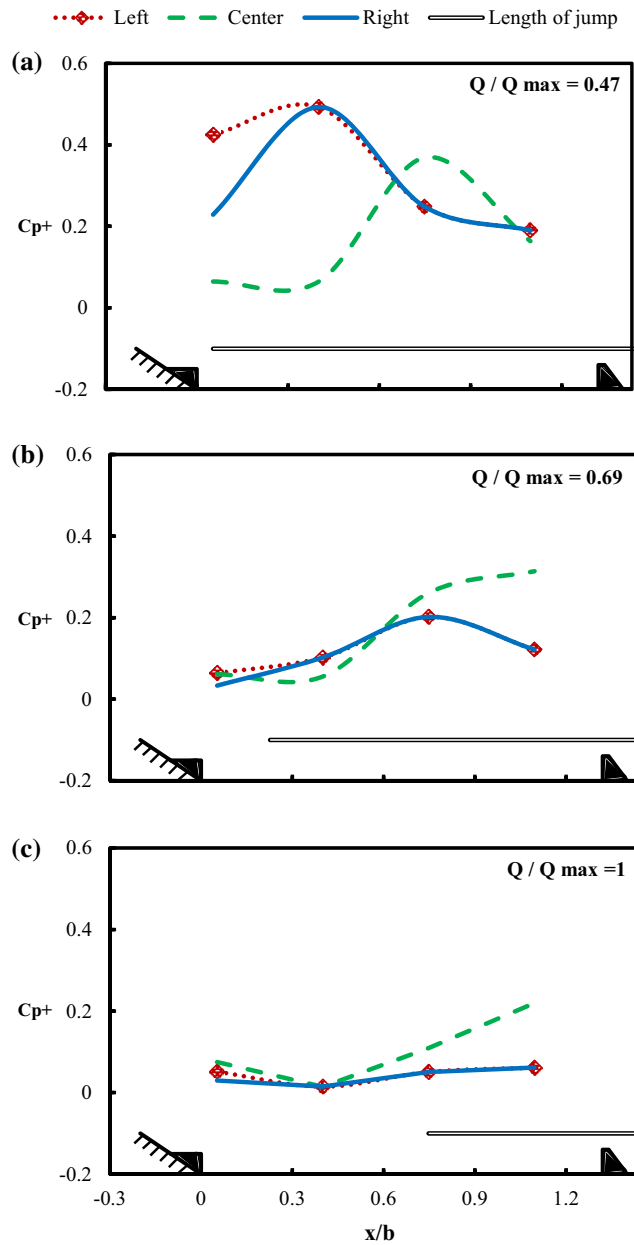 Left Center Right Length of jump
(a)
Q / Q max = 0.47
0.6
0.4
0.2
0
-0.2
Cp+
(b)
Q / Q max = 0.69
0.6
0.4
0.2
0
-0.2
Cp+
(c)
Q / Q max =1
0.6
0.4
0.2
0
-0.2
Cp+
-0.3 0 0.3 0.6 0.9 1.2
x/b